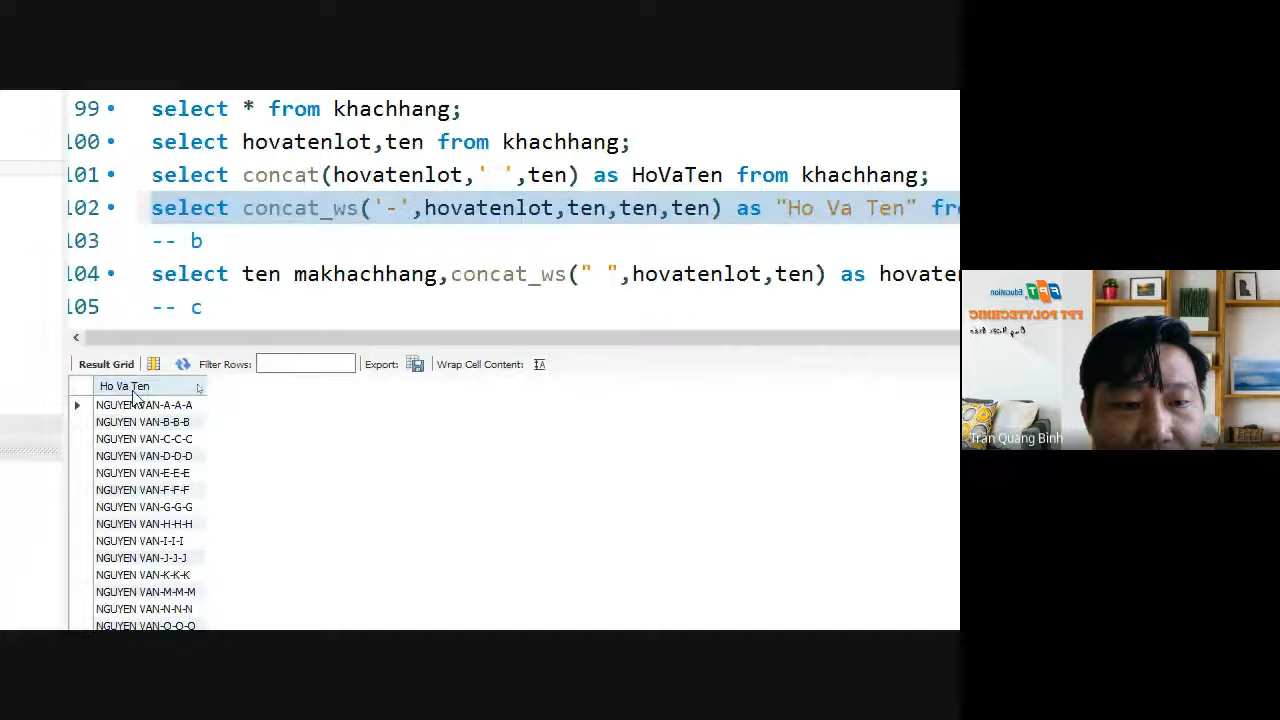 99 select * from khachhang;
100 select hovatenlot,ten from khachhang;
101 select concat(hovatenlot,' ',ten) as HoVaTen from khachhang;
102 select concat_ws('-',hovatenlot,ten,ten,ten) as "Ho Va Ten" fro
103 -- b
104 select ten makhachhang,concat_ws(" ",hovatenlot,ten) as hovaten
105 -- c
Result Grid Filter Rows: Export: Wrap Cell Content:
Ho Va Ten
NGUYEN VAN-A-A-A
NGUYEN VAN-B-B-B
NGUYEN VAN-C-C-C
NGUYEN VAN-D-D-D
NGUYEN VAN-E-E-E
NGUYEN VAN-F-F-F
NGUYEN VAN-G-G-G
NGUYEN VAN-H-H-H
NGUYEN VAN-I-I-I
NGUYEN VAN-J-J-J
NGUYEN VAN-K-K-K
NGUYEN VAN-M-M-M
NGUYEN VAN-N-N-N
NGUYEN VAN-O-O-O
FPT Education
FPT POLYTECHNIC
Tran Quang Binh